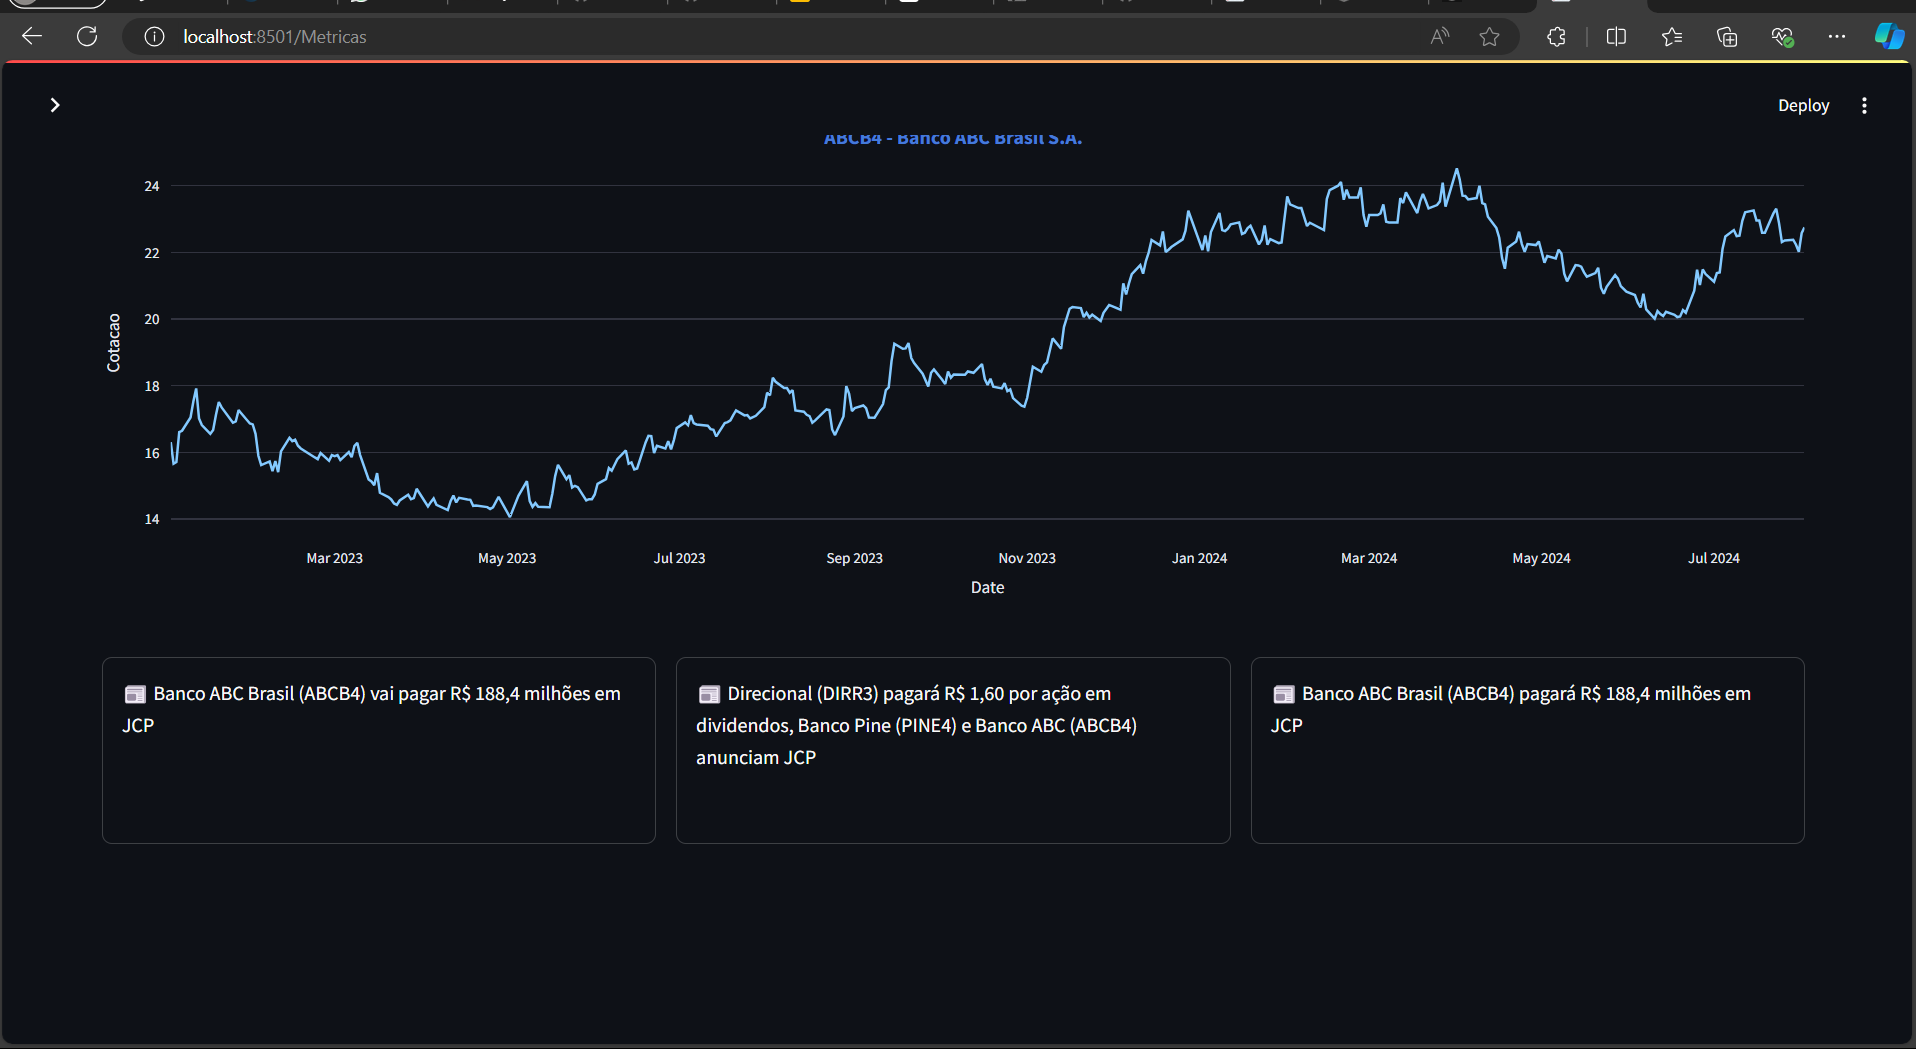 localhost:8501/Metricas
Deploy
ABCB4 - Banco ABC Brasil S.A.
24
22
20
18
16
14
Cotacao
Mar 2023 May 2023 Jul 2023 Sep 2023 Nov 2023 Jan 2024 Mar 2024 May 2024 Jul 2024
Date
Banco ABC Brasil (ABCB4) vai pagar R$ 188,4 milhões em
JCP
Direcional (DIRR3) pagará R$ 1,60 por ação em
dividendos, Banco Pine (PINE4) e Banco ABC (ABCB4)
anunciam JCP
Banco ABC Brasil (ABCB4) pagará R$ 188,4 milhões em
JCP